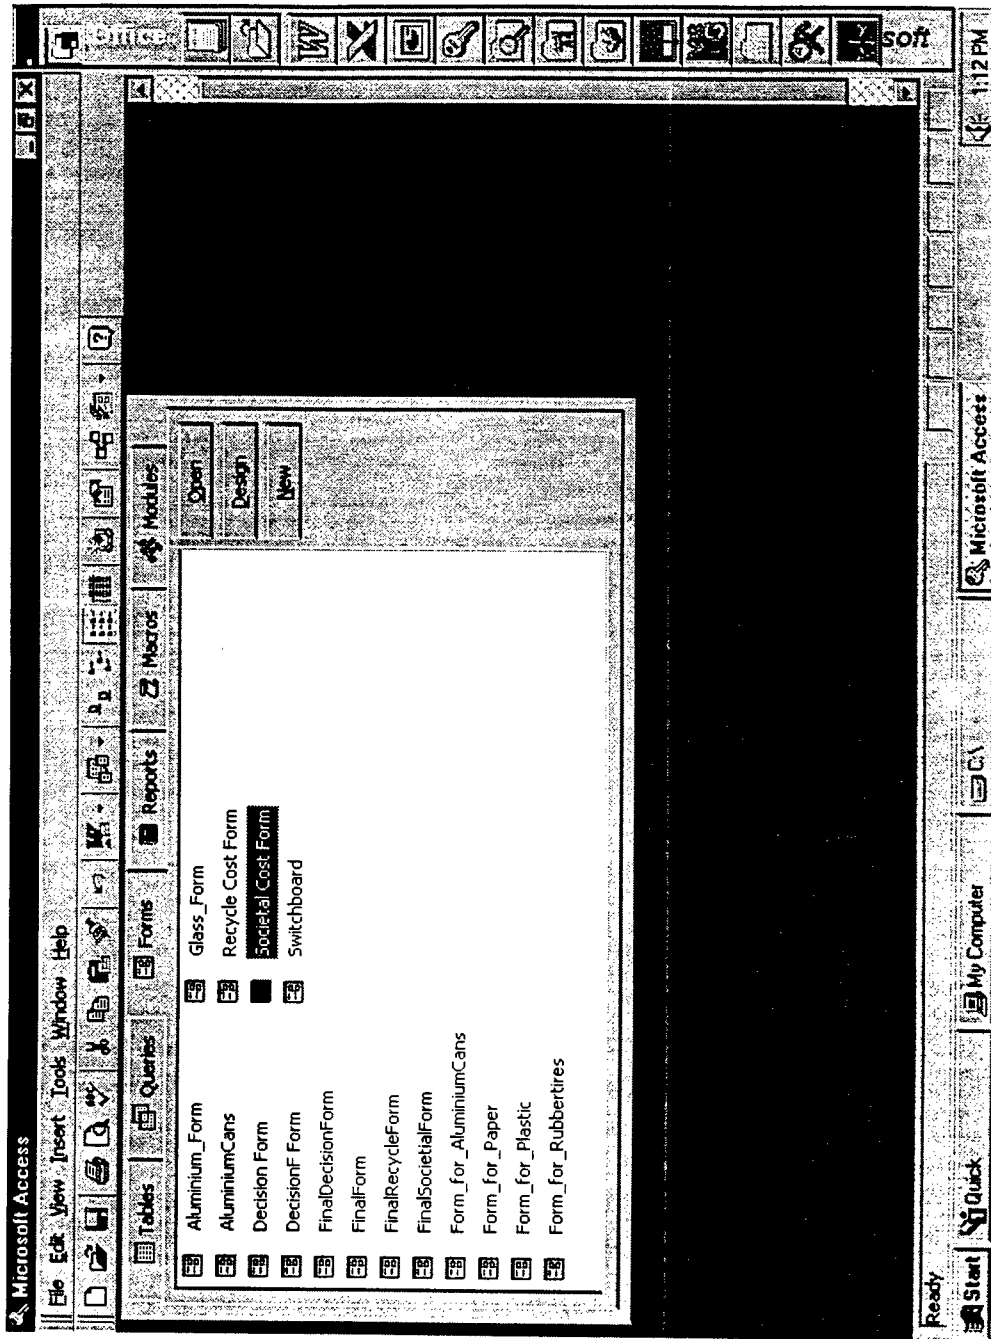 Microsoft Access
File Edit View Insert Tools Window Help
Office
Tables Queries Forms Reports Macros Modules
Aluminium_Form
AluminiumCans
Decision Form
DecisionF Form
FinalDecisionForm
FinalForm
FinalRecycleForm
FinalSocietialForm
Form_for_AluminiumCans
Form_for_Paper
Form_for_Plastic
Form_for_Rubbertires
Glass_Form
Recycle Cost Form
Societal Cost Form
Switchboard
Open
Design
New
soft
Ready
Start Quick My Computer C:\ Microsoft Access 1:12 PM